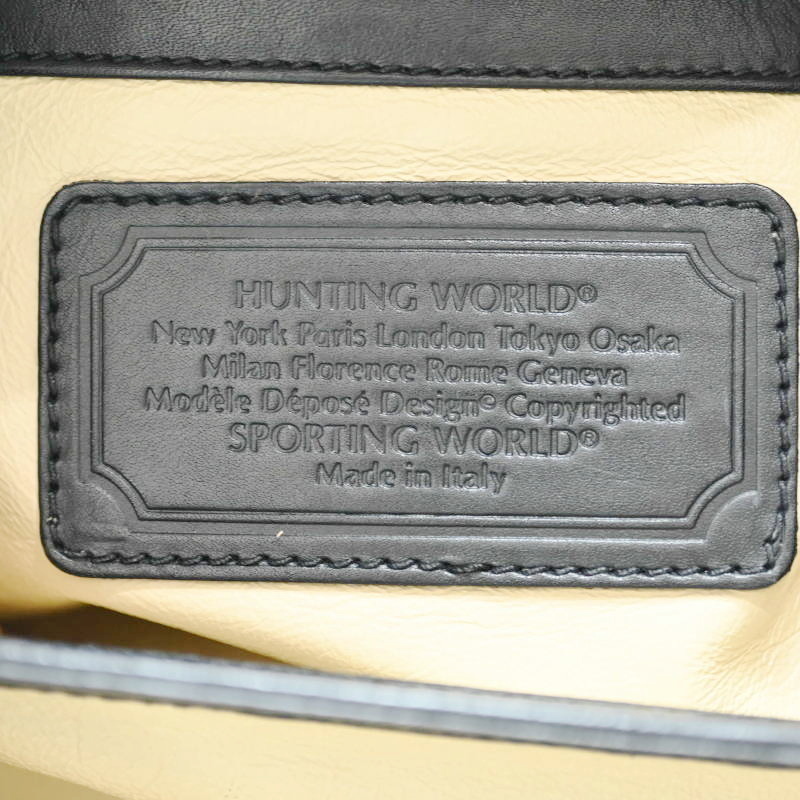 HUNTING WORLD®
New York Paris London Tokyo Osaka
Milan Florence Rome Geneva
Modèle Déposé Design© Copyrighted
SPORTING WORLD®
Made in Italy